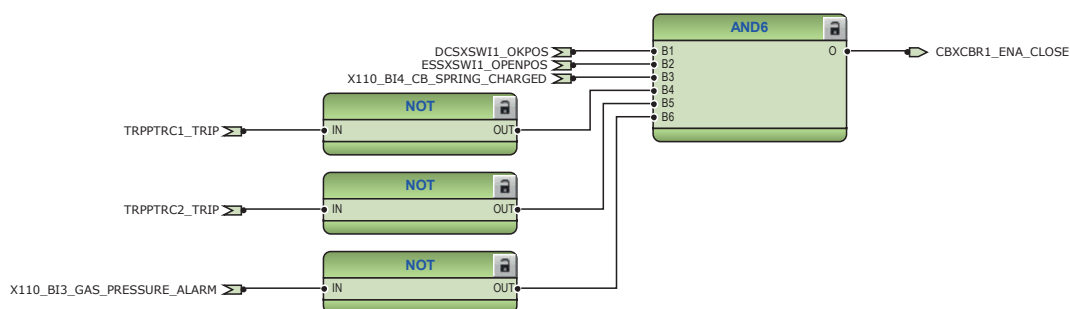 AND6
DCSXSWI1_OKPOS
B1
O
CBXCBR1_ENA_CLOSE
ESSXSWI1_OPENPOS
B2
X110_BI4_CB_SPRING_CHARGED
B3
B4
B5
B6
NOT
TRPPTRC1_TRIP
IN
OUT
NOT
TRPPTRC2_TRIP
IN
OUT
NOT
X110_BI3_GAS_PRESSURE_ALARM
IN
OUT